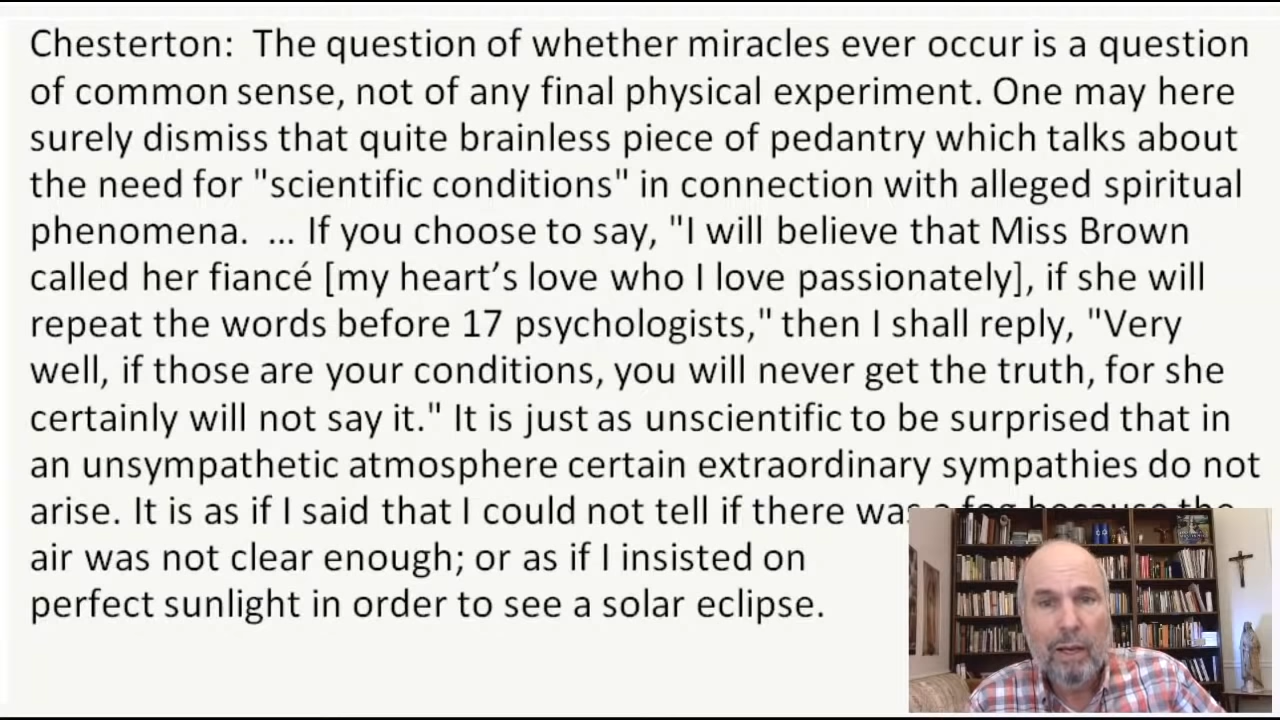 Chesterton: The question of whether miracles ever occur is a question
of common sense, not of any final physical experiment. One may here
surely dismiss that quite brainless piece of pedantry which talks about
the need for "scientific conditions" in connection with alleged spiritual
phenomena. ... If you choose to say, "I will believe that Miss Brown
called her fiancé [my heart’s love who I love passionately], if she will
repeat the words before 17 psychologists," then I shall reply, "Very
well, if those are your conditions, you will never get the truth, for she
certainly will not say it." It is just as unscientific to be surprised that in
an unsympathetic atmosphere certain extraordinary sympathies do not
arise. It is as if I said that I could not tell if there was a fog because the
air was not clear enough; or as if I insisted on
perfect sunlight in order to see a solar eclipse.